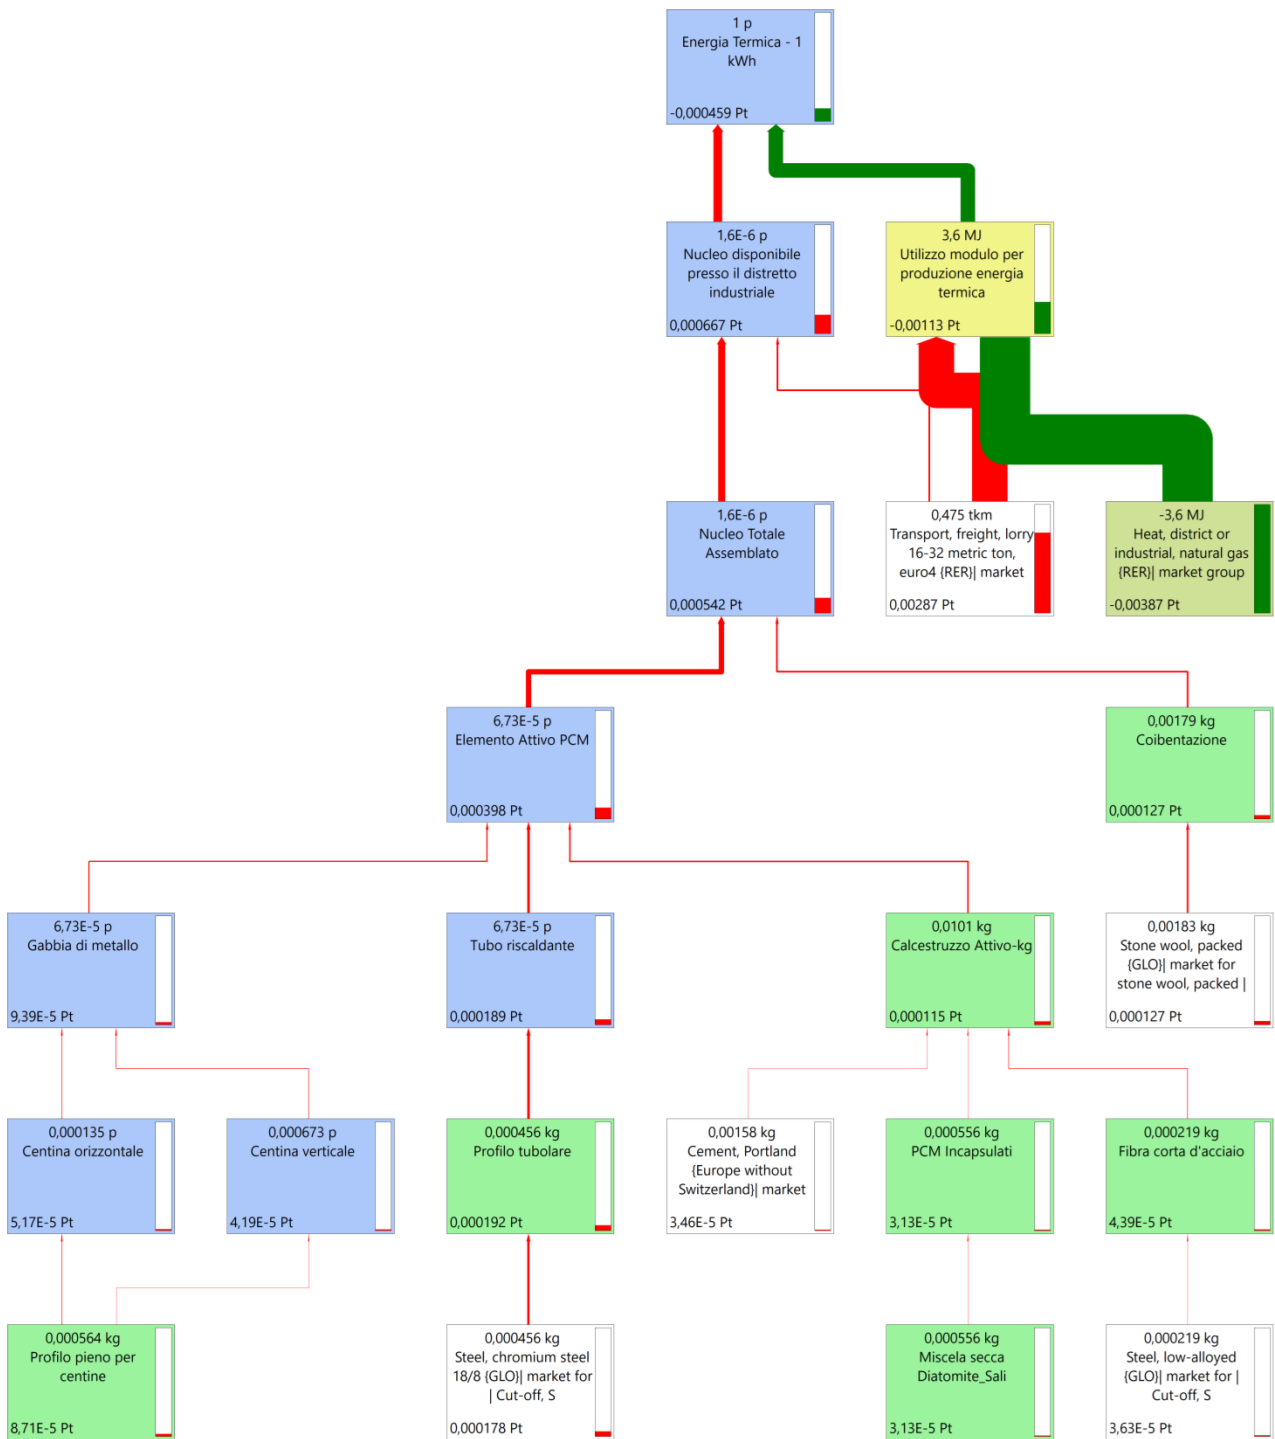 1 p
Energia Termica - 1
kWh
-0,000459 Pt
1,6E-6 p
Nucleo disponibile
presso il distretto
industriale
0,000667 Pt
3,6 MJ
Utilizzo modulo per
produzione energia
termica
-0,00113 Pt
1,6E-6 p
Nucleo Totale
Assemblato
0,000542 Pt
0,475 tkm
Transport, freight, lorry
16-32 metric ton,
euro4 {RER}| market
0,00287 Pt
-3,6 MJ
Heat, district or
industrial, natural gas
{RER}| market group
-0,00387 Pt
6,73E-5 p
Elemento Attivo PCM
0,000398 Pt
0,00179 kg
Coibentazione
0,000127 Pt
6,73E-5 p
Gabbia di metallo
9,39E-5 Pt
6,73E-5 p
Tubo riscaldante
0,000189 Pt
0,0101 kg
Calcestruzzo Attivo-kg
0,000115 Pt
0,00183 kg
Stone wool, packed
{GLO}| market for
stone wool, packed |
0,000127 Pt
0,000135 p
Centina orizzontale
5,17E-5 Pt
0,000673 p
Centina verticale
4,19E-5 Pt
0,000456 kg
Profilo tubolare
0,000192 Pt
0,00158 kg
Cement, Portland
{Europe without
Switzerland}| market
3,46E-5 Pt
0,000556 kg
PCM Incapsulati
3,13E-5 Pt
0,000219 kg
Fibra corta d'acciaio
4,39E-5 Pt
0,000564 kg
Profilo pieno per
centine
8,71E-5 Pt
0,000456 kg
Steel, chromium steel
18/8 {GLO}| market for
| Cut-off, S
0,000178 Pt
0,000556 kg
Miscela secca
Diatomite_Sali
3,13E-5 Pt
0,000219 kg
Steel, low-alloyed
{GLO}| market for |
Cut-off, S
3,63E-5 Pt